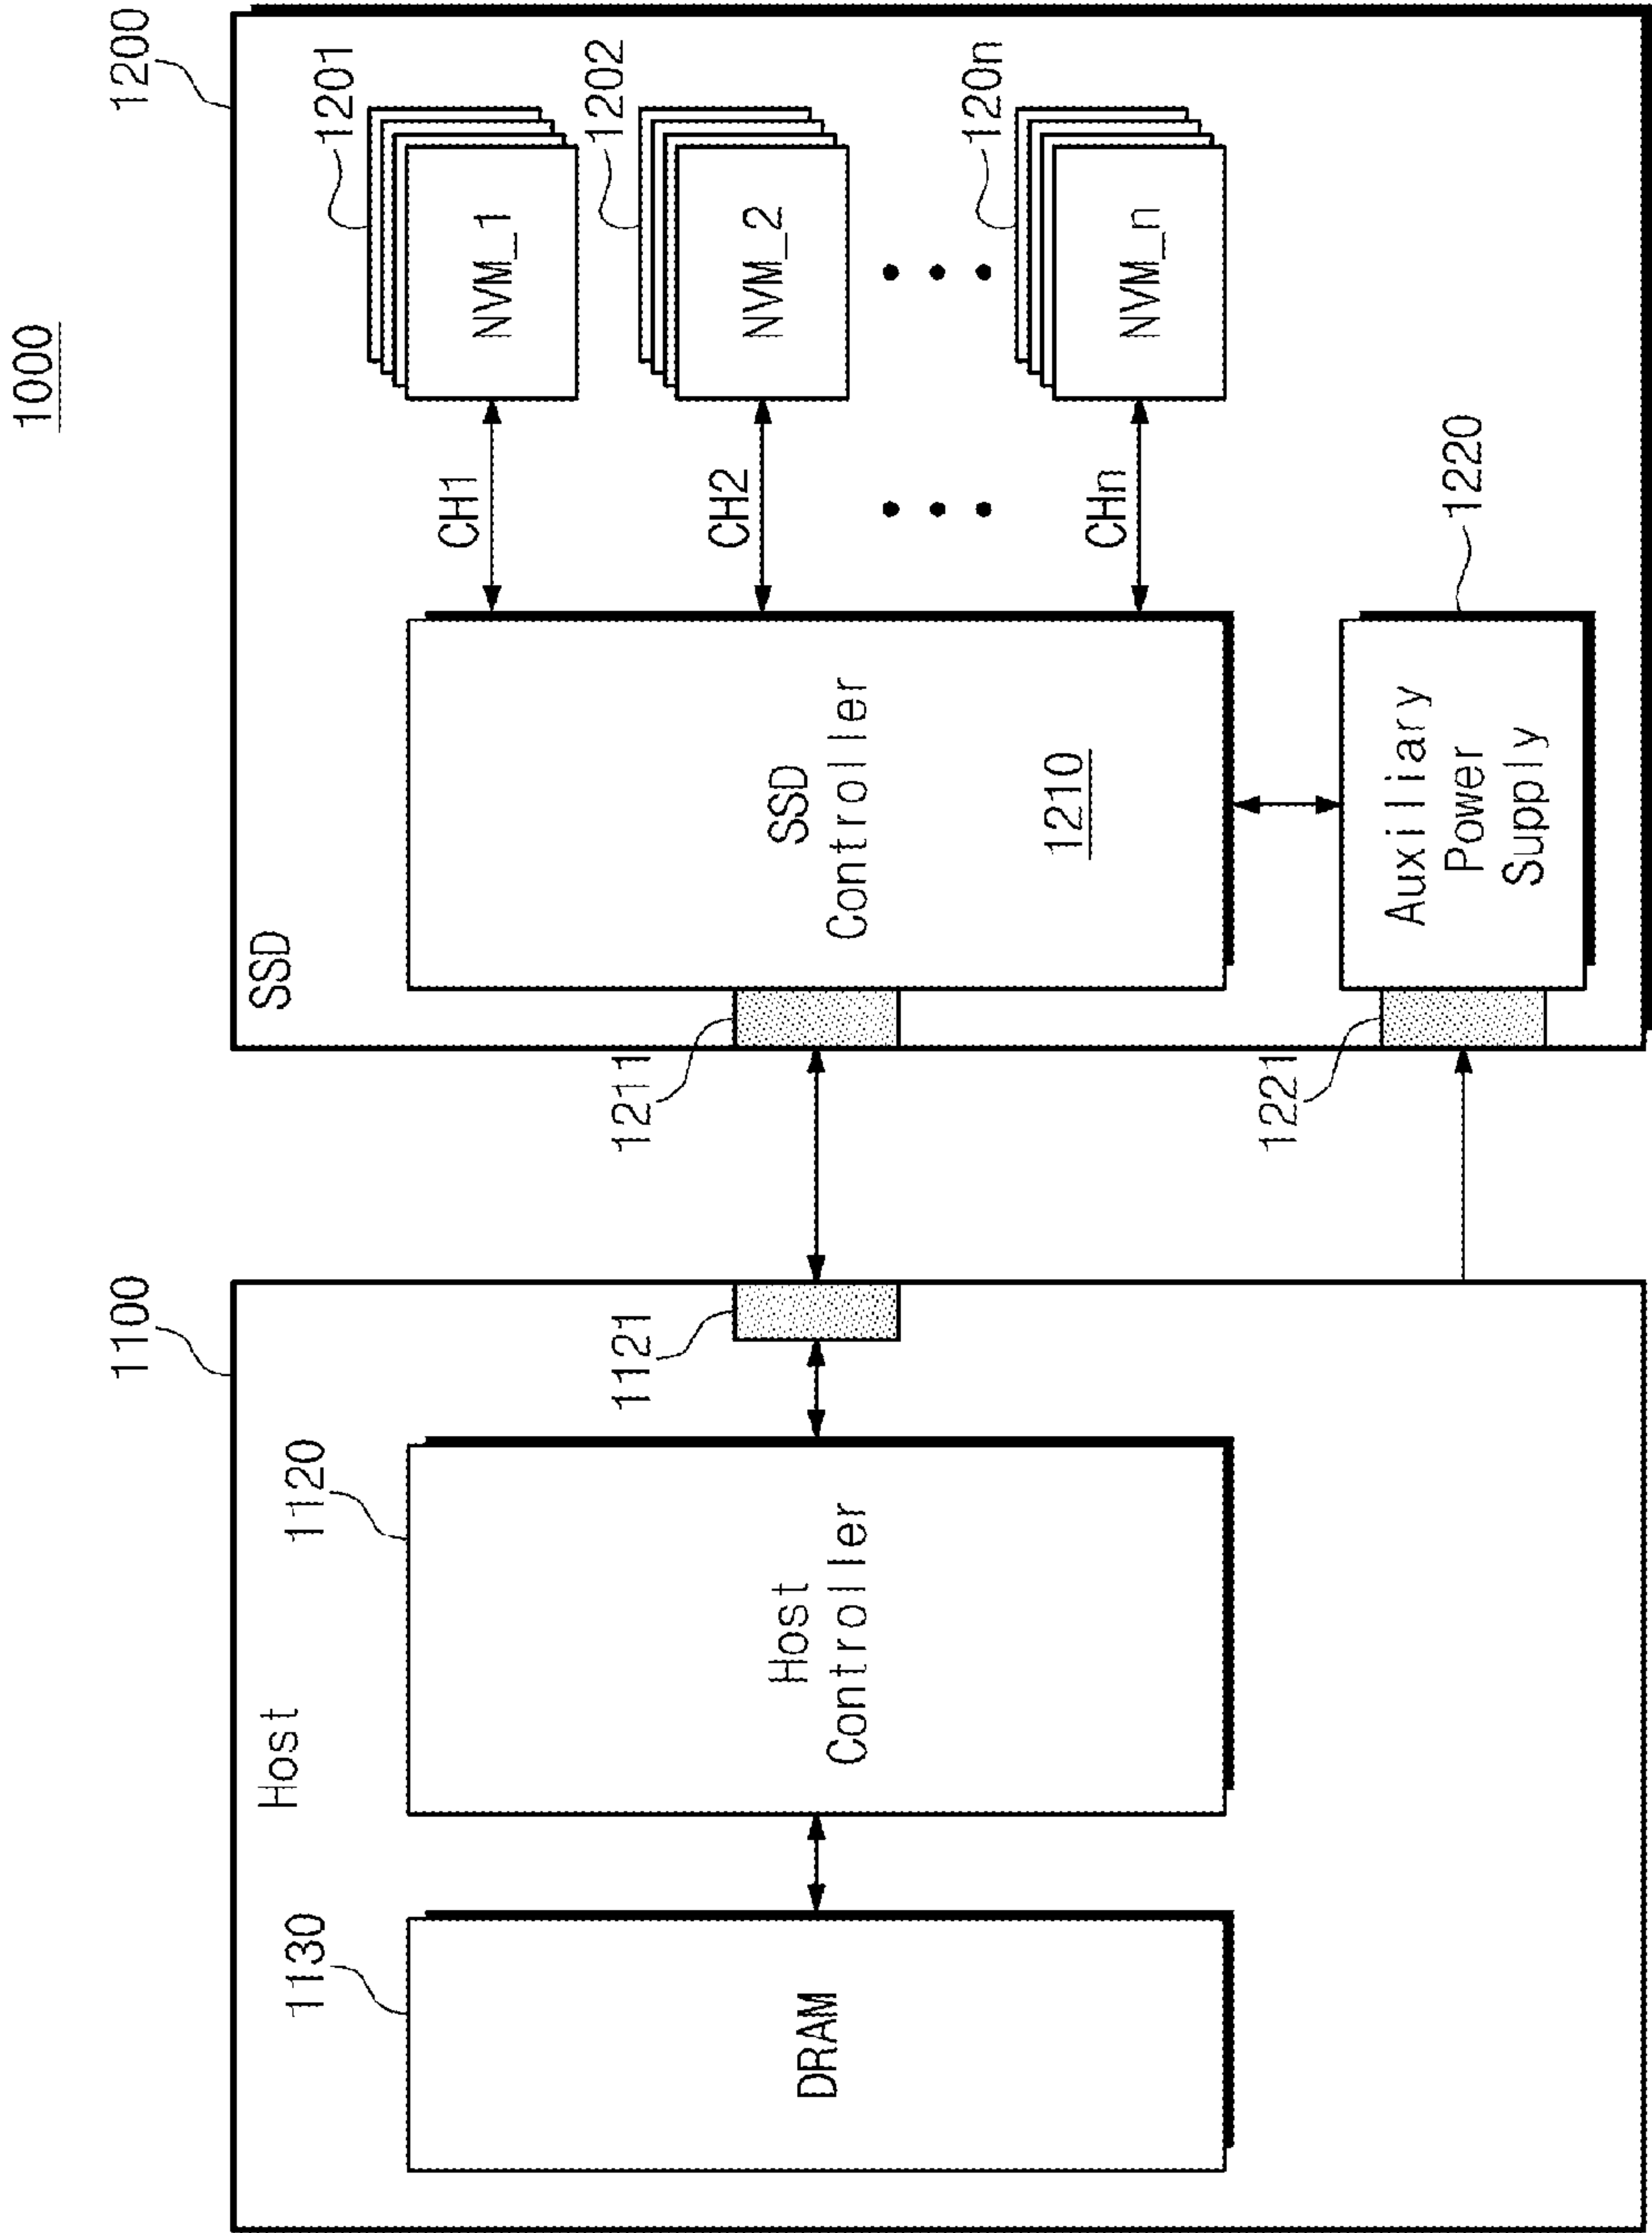 1000
1100
1200
Host
SSD
1130
1120
1201
DRAM
Host
Controller
1121
1211
SSD
Controller
1210
CH1
NVM_1
1202
CH2
NVM_2
120n
CHn
NVM_n
1221
Auxiliary
Power
Supply
1220